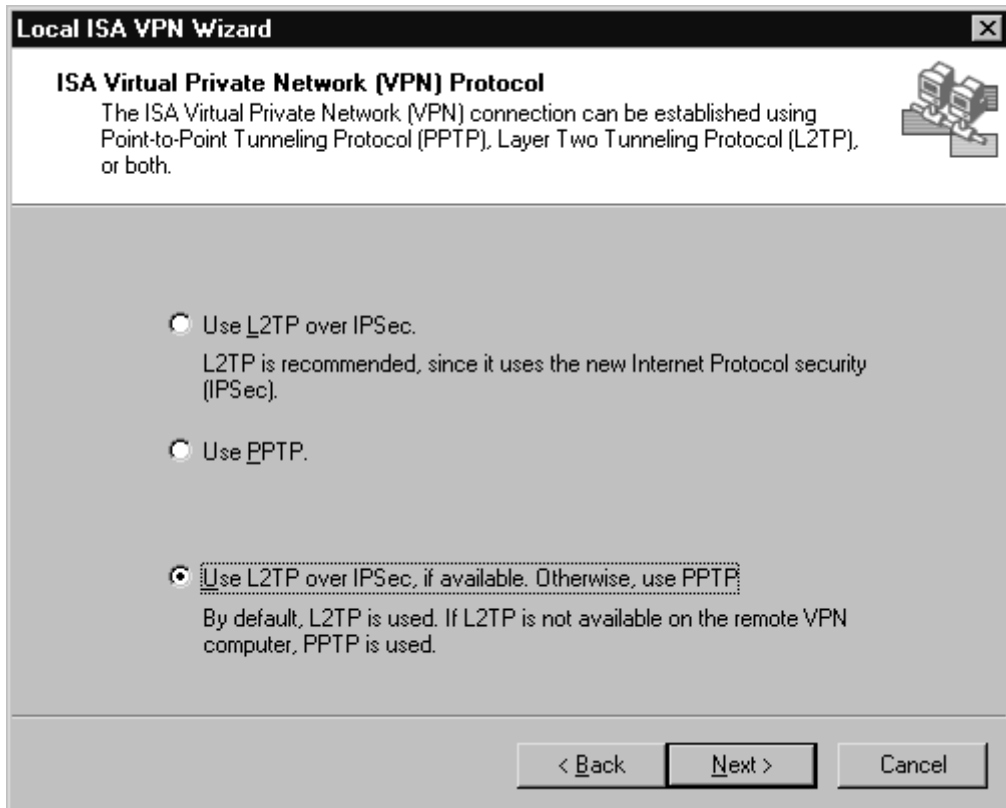 Local ISA VPN Wizard
ISA Virtual Private Network (VPN) Protocol
The ISA Virtual Private Network (VPN) connection can be established using
Point-to-Point Tunneling Protocol (PPTP), Layer Two Tunneling Protocol (L2TP),
or both.
Use L2TP over IPSec.
L2TP is recommended, since it uses the new Internet Protocol security
(IPSec).
Use PPTP.
Use L2TP over IPSec, if available. Otherwise, use PPTP
By default, L2TP is used. If L2TP is not available on the remote VPN
computer, PPTP is used.
< Back
Next >
Cancel